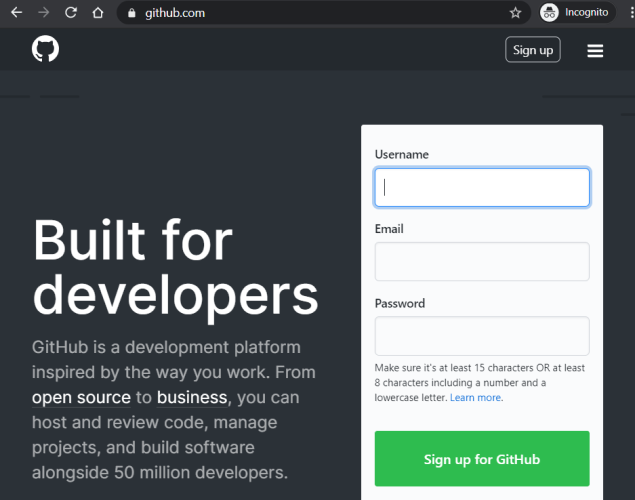 github.com
Incognito
Sign up
Built for
developers
GitHub is a development platform
inspired by the way you work. From
open source to business, you can
host and review code, manage
projects, and build software
alongside 50 million developers.
Username
Email
Password
Make sure it's at least 15 characters OR at least
8 characters including a number and a
lowercase letter. Learn more.
Sign up for GitHub